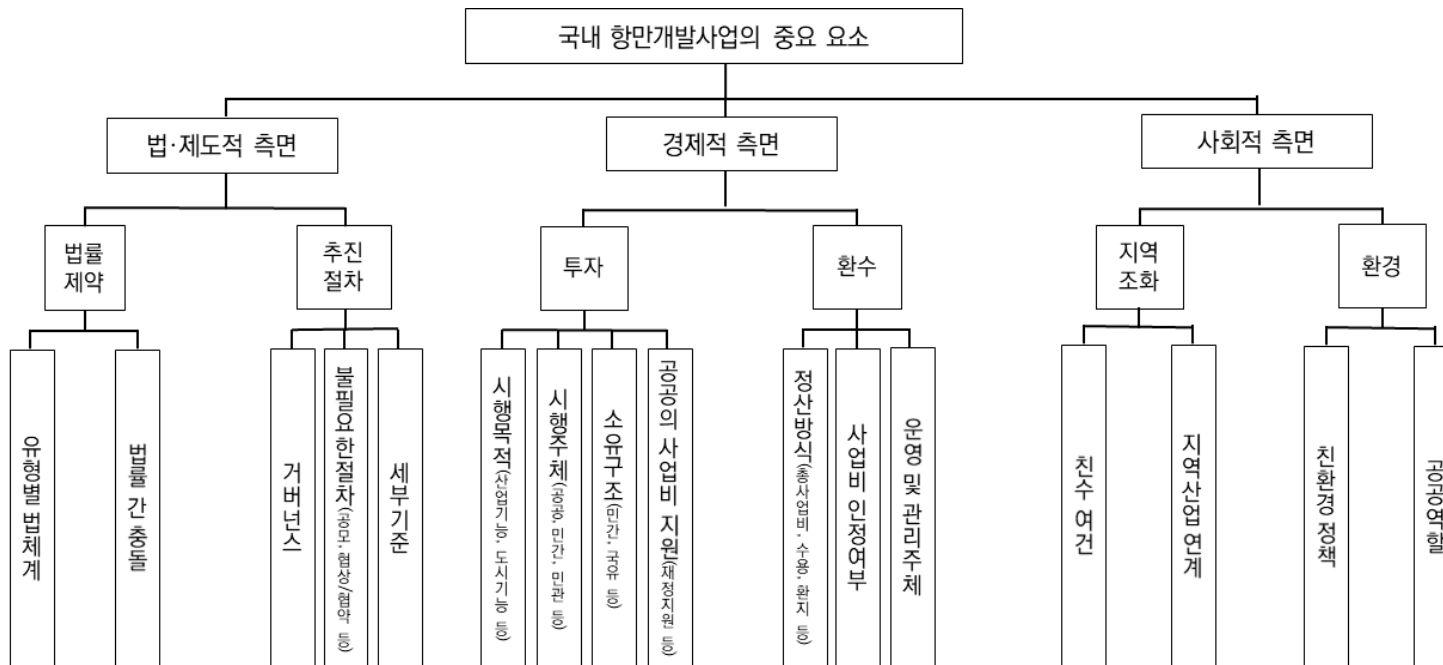 국내 항만개발사업의 중요 요소
법·제도적 측면
경제적 측면
사회적 측면
법률
제약
추진
절차
투자
환수
지역
조화
환경
유형별 법체계
법률 간 충돌
거버넌스
불필요한절차(공모, 협상/협약 등)
세부기준
시행목적(산업기능, 도시기능 등)
시행주체(공공, 민간, 민관 등)
소유구조(민간, 국유 등)
공공의 사업비 지원(재정지원 등)
정산방식(총사업비, 수용, 환지 등)
사업비 인정여부
운영 및 관리주체
친수 여건
지역산업 연계
친환경 정책
공공역할